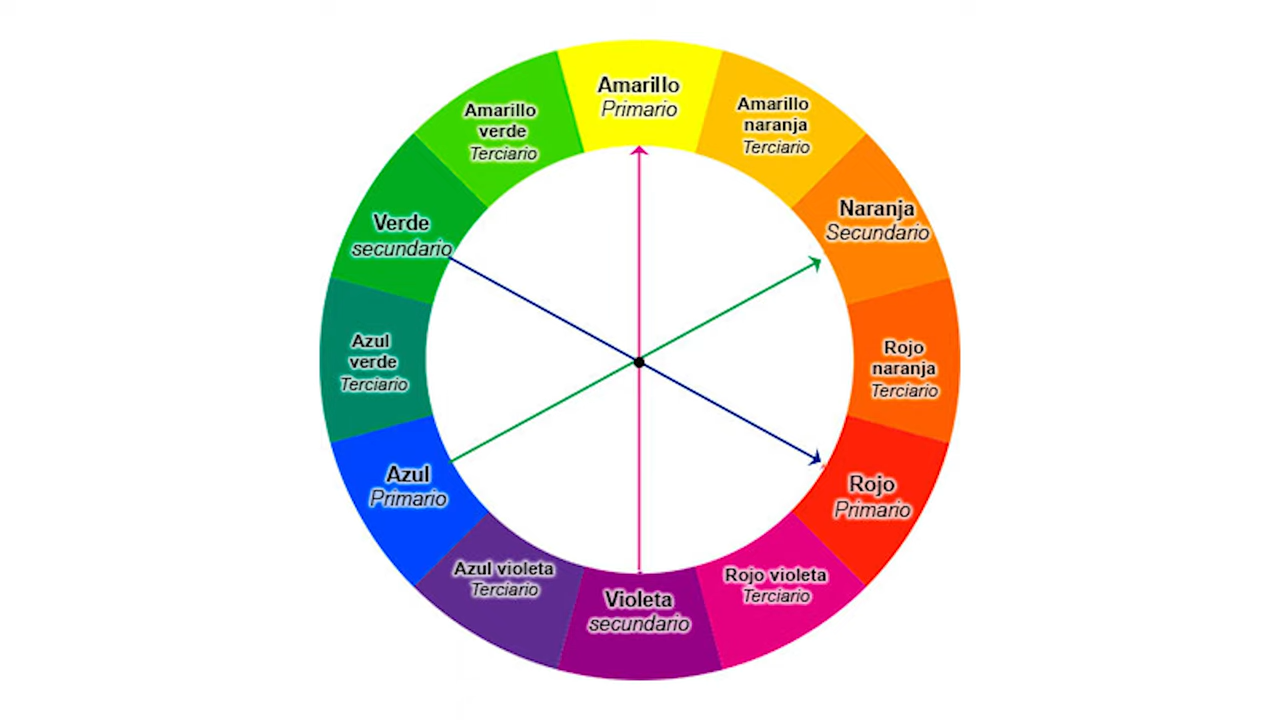 Amarillo
Primario
Amarillo
naranja
Terciario
Naranja
Secundario
Rojo
naranja
Terciario
Rojo
Primario
Rojo violeta
Terciario
Violeta
secundario
Azul violeta
Terciario
Azul
Primario
Azul
verde
Terciario
Verde
secundario
Amarillo
verde
Terciario